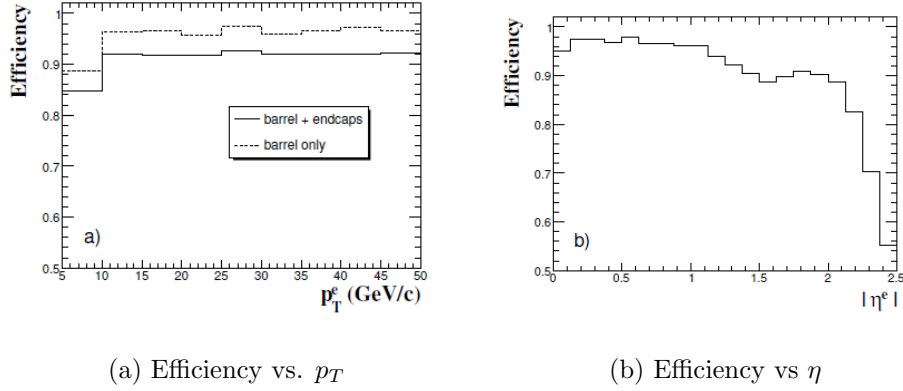 Efficiency
1
0.9
0.8
0.7
0.6
0.5
barrel + endcaps
barrel only
a)
5 10 15 20 25 30 35 40 45 50
p_T^e (GeV/c)
Efficiency
1
0.9
0.8
0.7
0.6
0.5
b)
0 0.5 1 1.5 2 2.5
| η^e |
(a) Efficiency vs. p_T
(b) Efficiency vs η